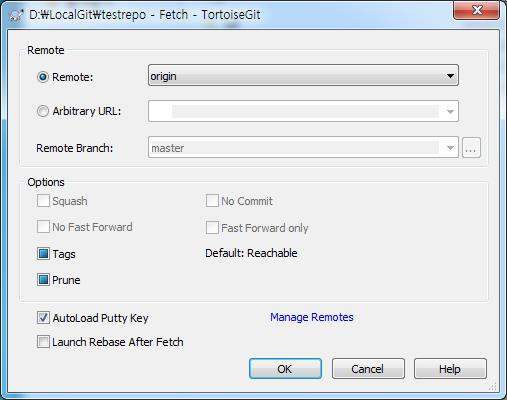 D:₩LocalGit₩testrepo - Fetch - TortoiseGit
Remote
Remote:
origin
Arbitrary URL:
Remote Branch:
master
...
Options
Squash
No Commit
No Fast Forward
Fast Forward only
Tags
Default: Reachable
Prune
AutoLoad Putty Key
Manage Remotes
Launch Rebase After Fetch
OK
Cancel
Help